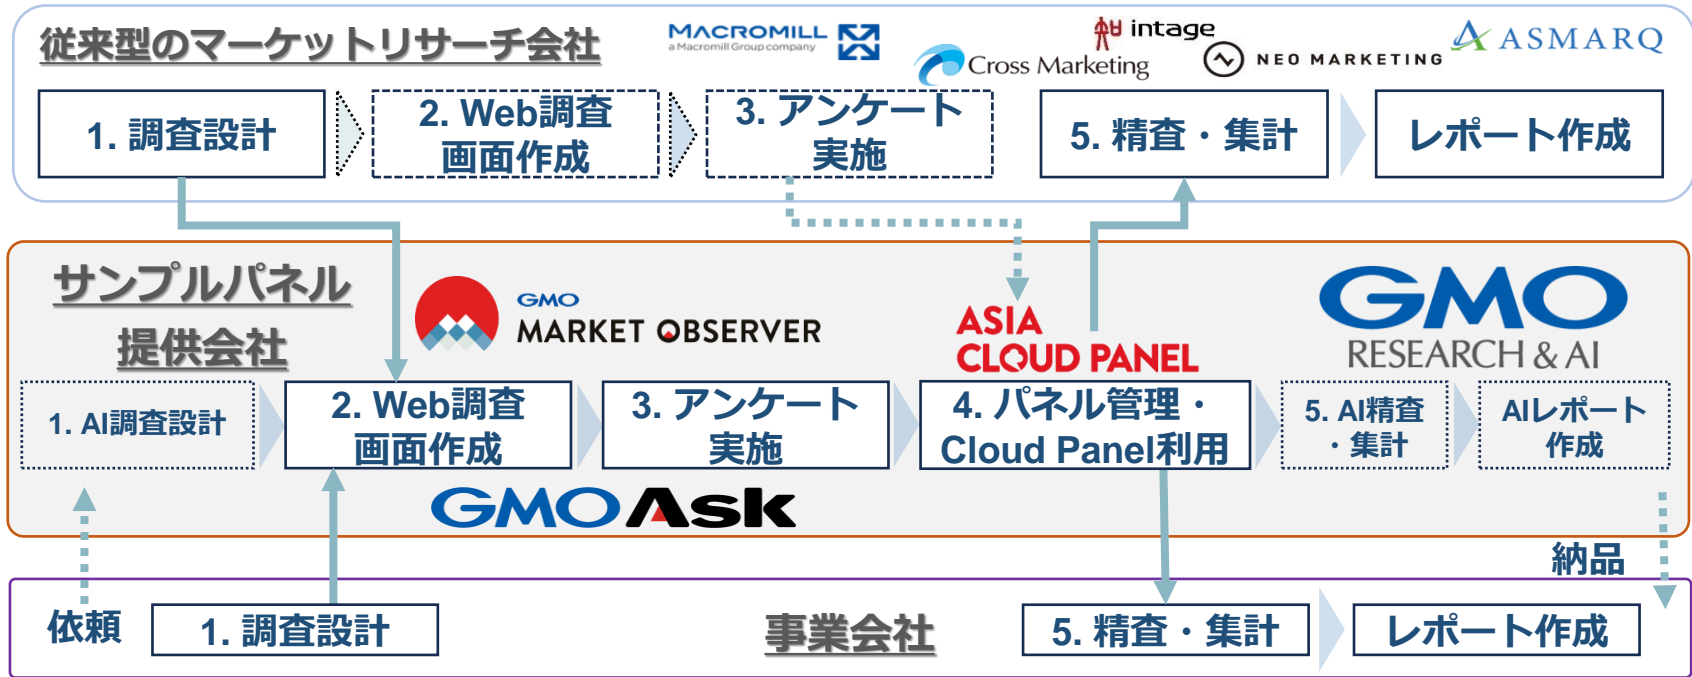 従来型のマーケットリサーチ会社
MACROMILL
a Macromill Group company
Cross Marketing
intage
NEO MARKETING
ASMARQ
1. 調査設計
2. Web調査
画面作成
3. アンケート
実施
5. 精査・集計
レポート作成
サンプルパネル
提供会社
GMO
MARKET OBSERVER
ASIA
CLOUD PANEL
GMO
RESEARCH & AI
1. AI調査設計
2. Web調査
画面作成
3. アンケート
実施
4. パネル管理・
Cloud Panel利用
5. AI精査
・集計
AIレポート
作成
GMO Ask
納品
依頼
1. 調査設計
事業会社
5. 精査・集計
レポート作成